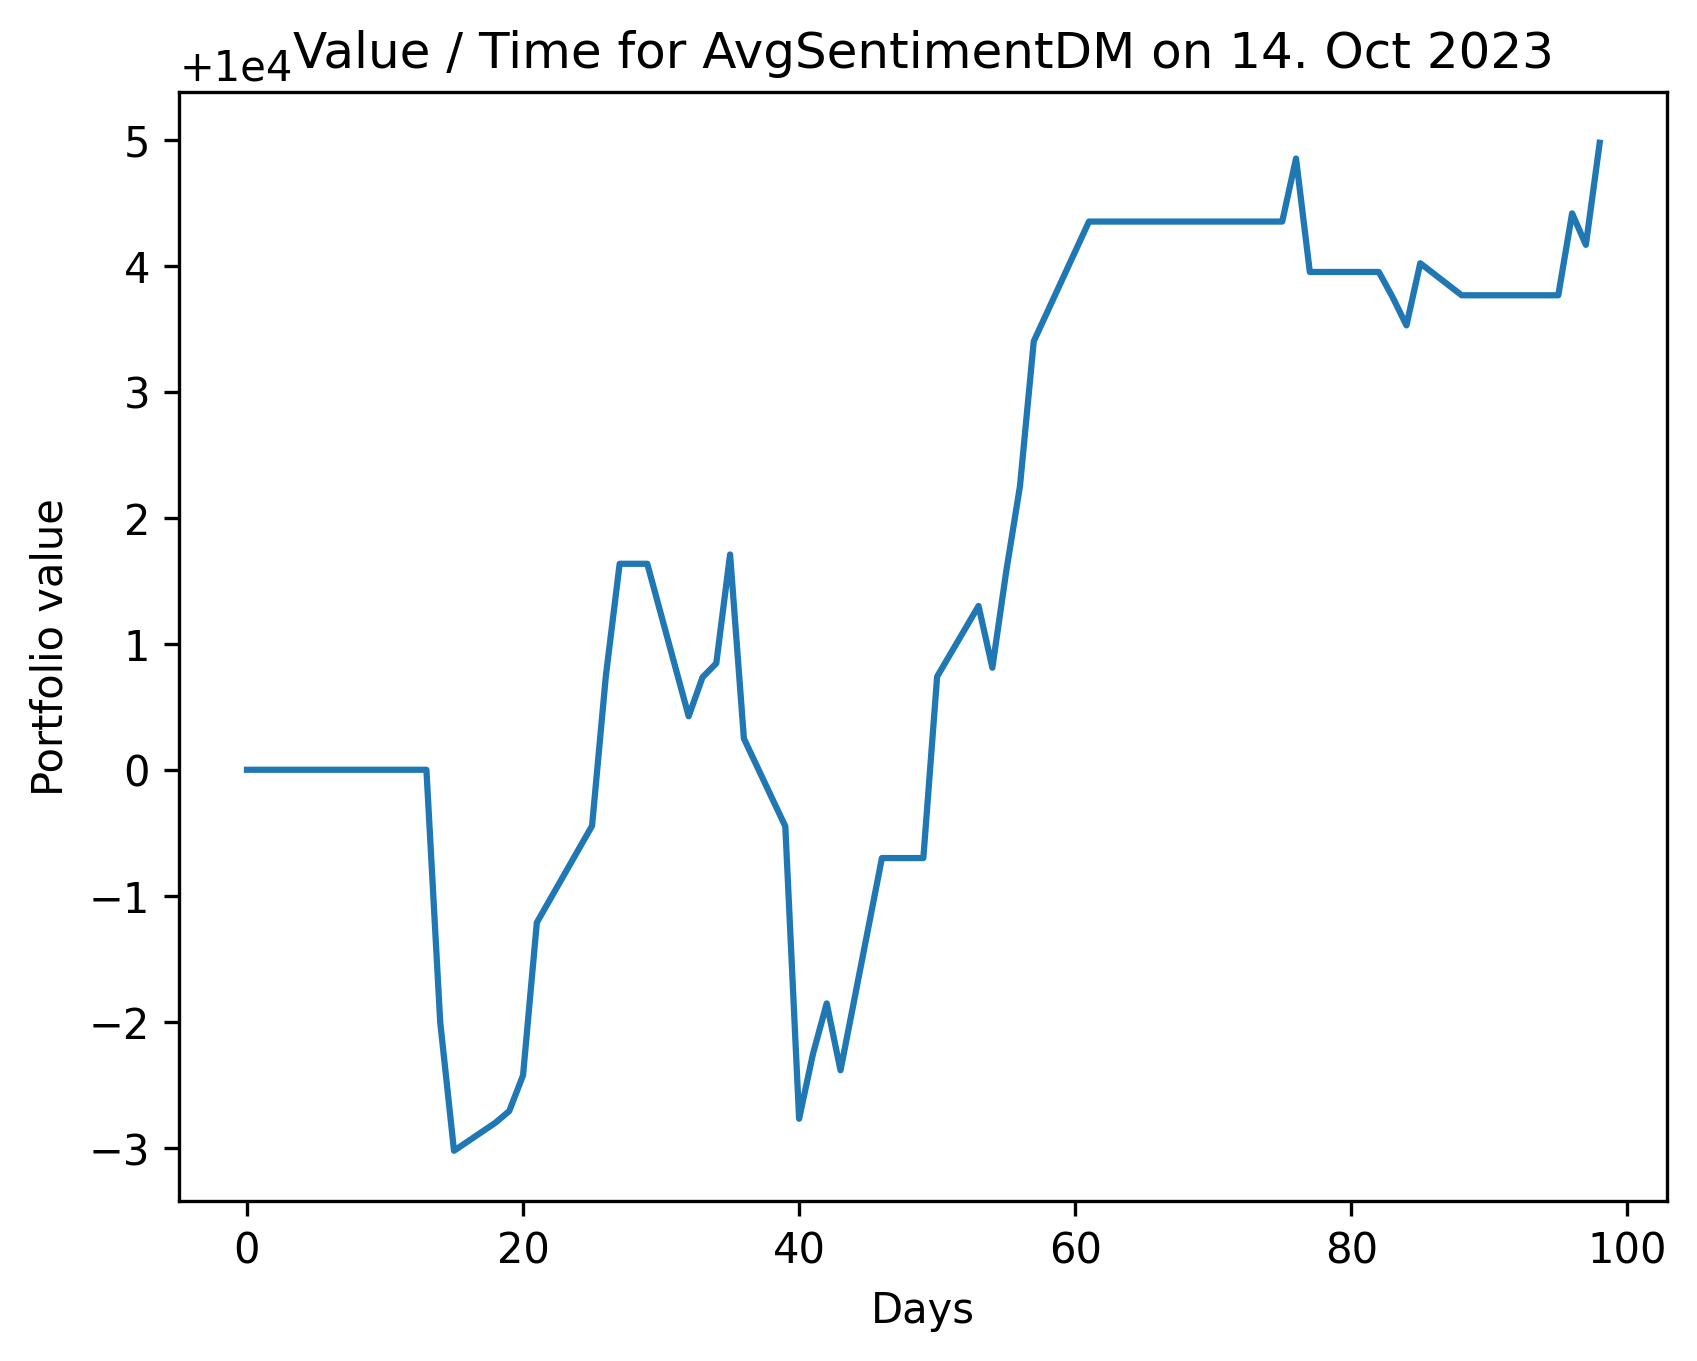 Value / Time for AvgSentimentDM on 14. Oct 2023
+1e4
5
4
3
2
1
0
−1
−2
−3
Portfolio value
0 20 40 60 80 100
Days